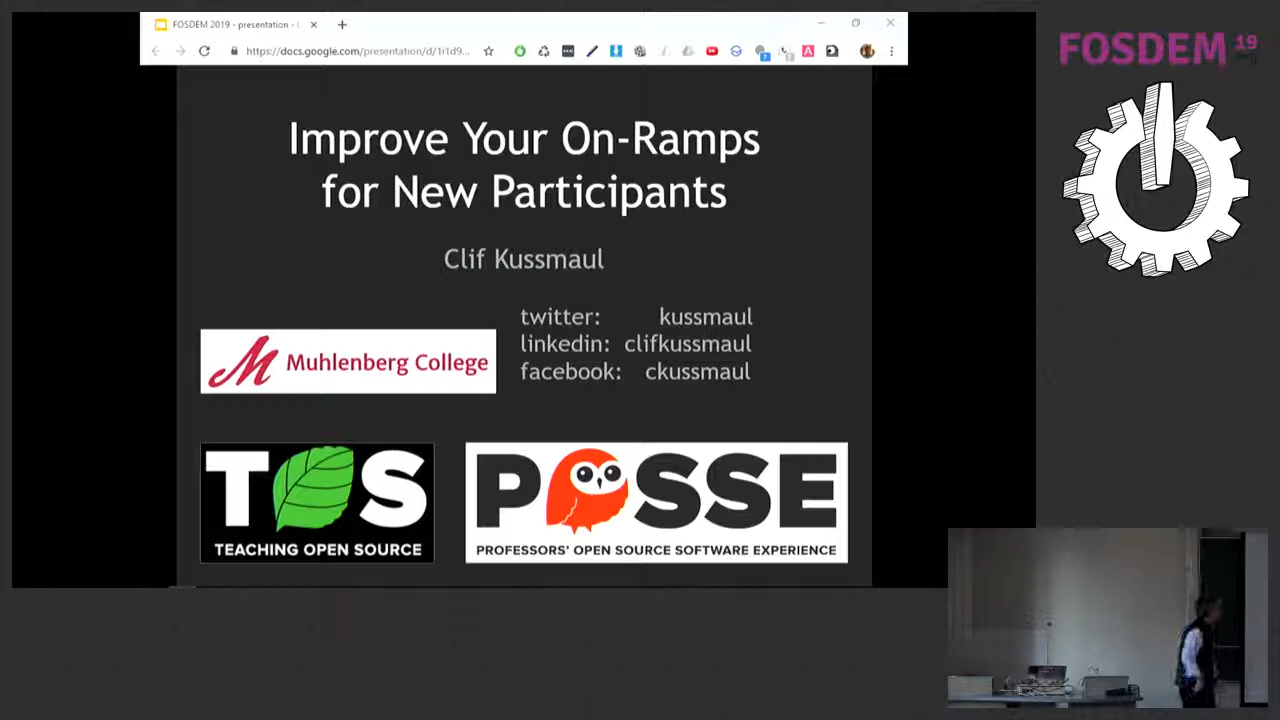 FOSDEM 2019 - presentation -
https://docs.google.com/presentation/d/1i1d9...
FOSDEM 19
Improve Your On-Ramps
for New Participants
Clif Kussmaul
twitter: kussmaul
linkedin: clifkussmaul
facebook: ckussmaul
Muhlenberg College
TOS
TEACHING OPEN SOURCE
POSSE
PROFESSORS' OPEN SOURCE SOFTWARE EXPERIENCE